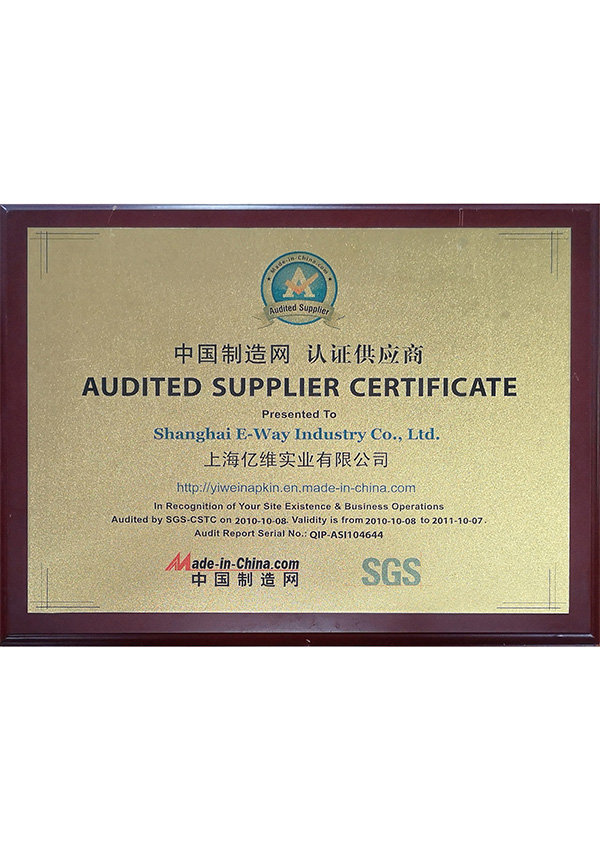 Made-in-China.com
A
Audited Supplier
中国制造网 认证供应商
AUDITED SUPPLIER CERTIFICATE
Presented To
Shanghai E-Way Industry Co., Ltd.
上海亿维实业有限公司
http://yiweinapkin.en.made-in-china.com
In Recognition of Your Site Existence & Business Operations
Audited by SGS-CSTC on 2010-10-08. Validity is from 2010-10-08 to 2011-10-07.
Audit Report Serial No.: QIP-ASI104644
Made-in-China.com
中国制造网
SGS